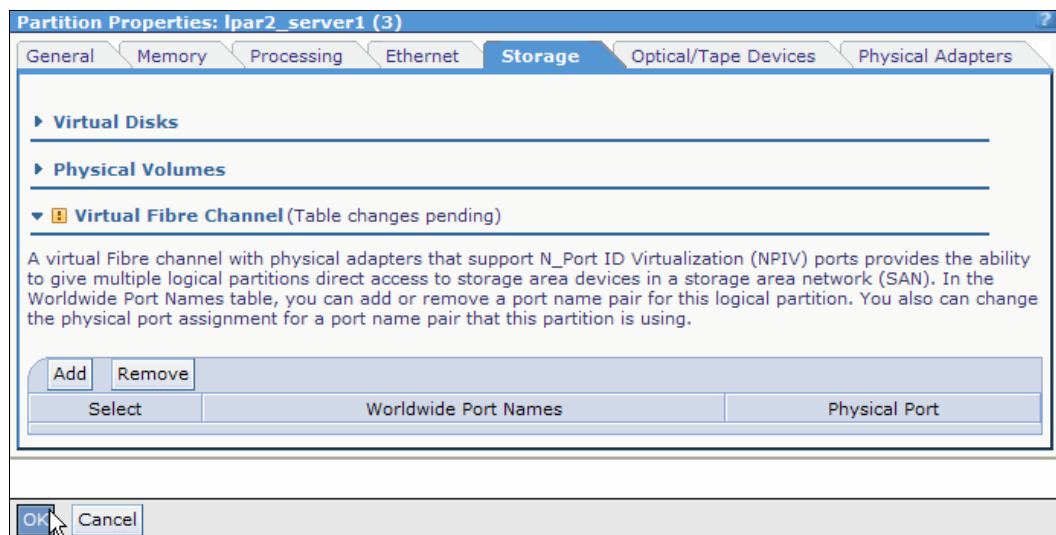 Partition Properties: lpar2_server1 (3)
?
General Memory Processing Ethernet Storage Optical/Tape Devices Physical Adapters
Virtual Disks
Physical Volumes
Virtual Fibre Channel (Table changes pending)
A virtual Fibre channel with physical adapters that support N_Port ID Virtualization (NPIV) ports provides the ability
to give multiple logical partitions direct access to storage area devices in a storage area network (SAN). In the
Worldwide Port Names table, you can add or remove a port name pair for this logical partition. You also can change
the physical port assignment for a port name pair that this partition is using.
Add Remove
Select Worldwide Port Names Physical Port
OK Cancel